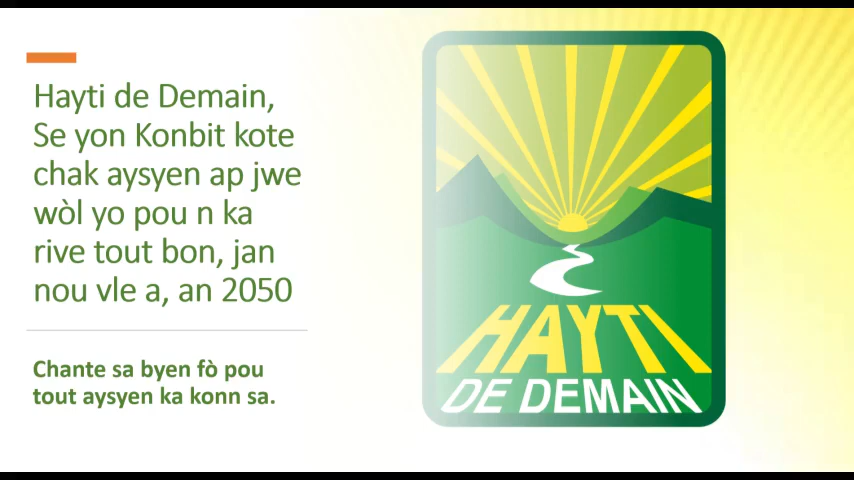 Hayti de Demain,
Se yon Konbit kote
chak aysyen ap jwe
wòl yo pou n ka
rive tout bon, jan
nou vle a, an 2050
Chante sa byen fò pou
tout aysyen ka konn sa.
HAYTI
DE DEMAIN